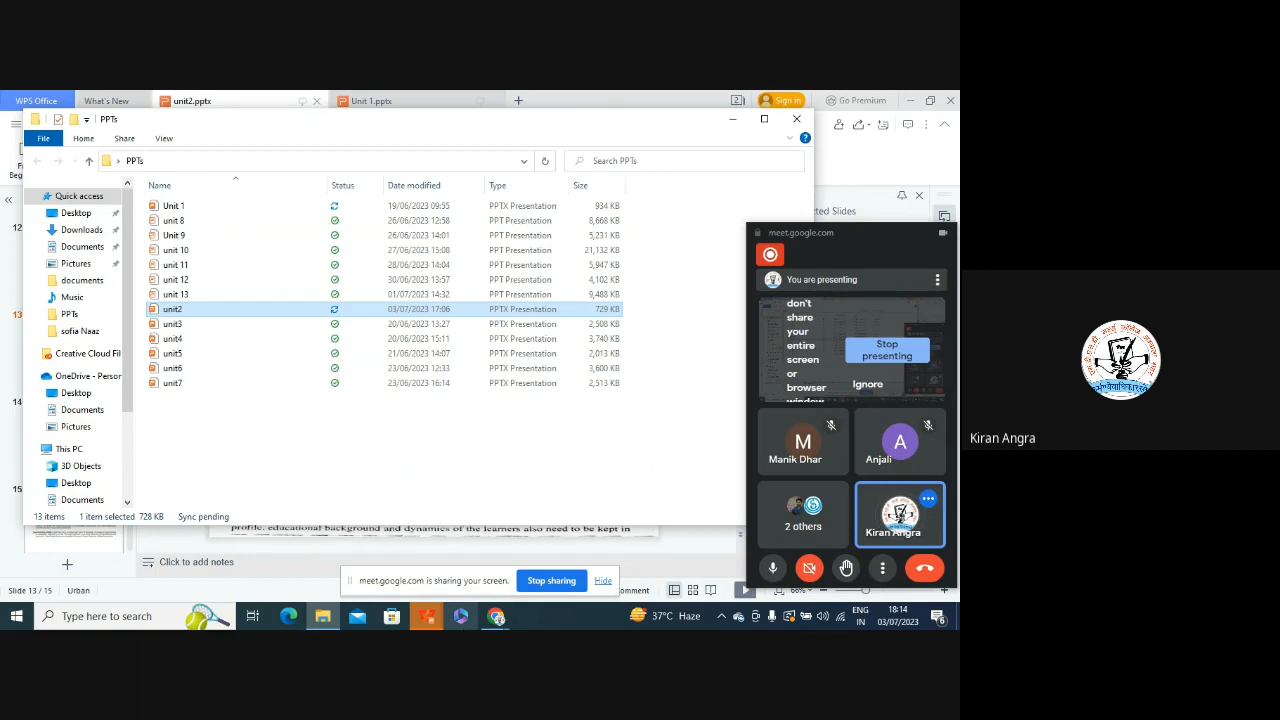 WPS Office What's New unit2.pptx Unit 1.pptx Sign in Go Premium
PPTs
File Home Share View
PPTs Search PPTs
Name Status Date modified Type Size
Unit 1 19/06/2023 09:55 PPTX Presentation 934 KB
unit 8 26/06/2023 12:58 PPT Presentation 8,668 KB
Unit 9 26/06/2023 14:01 PPT Presentation 5,231 KB
unit 10 27/06/2023 15:08 PPT Presentation 21,132 KB
unit 11 28/06/2023 14:04 PPT Presentation 5,947 KB
unit 12 30/06/2023 13:57 PPT Presentation 4,102 KB
unit 13 01/07/2023 14:32 PPT Presentation 9,488 KB
unit2 03/07/2023 17:06 PPTX Presentation 729 KB
unit3 20/06/2023 13:27 PPTX Presentation 2,508 KB
unit4 20/06/2023 15:11 PPTX Presentation 3,740 KB
unit5 21/06/2023 14:07 PPTX Presentation 2,013 KB
unit6 23/06/2023 12:33 PPTX Presentation 3,600 KB
unit7 23/06/2023 16:14 PPTX Presentation 2,513 KB
Quick access
Desktop
Downloads
Documents
Pictures
documents
Music
PPTs
sofia Naaz
Creative Cloud Fil
OneDrive - Person
Desktop
Documents
Pictures
This PC
3D Objects
Desktop
Documents
13 items 1 item selected 728 KB Sync pending
12
13
14
15
profile, educational background and dynamics of the learners also need to be kept in
Click to add notes
Slide 13 / 15 Urban
66%
meet.google.com is sharing your screen. Stop sharing Hide
meet.google.com
You are presenting
don't
share
your
entire
screen
or
browser
window
Stop
presenting
Ignore
M
Manik Dhar
A
Anjali
2 others
Kiran Angra
Kiran Angra
Type here to search
37°C Haze
ENG
IN
18:14
03/07/2023
6